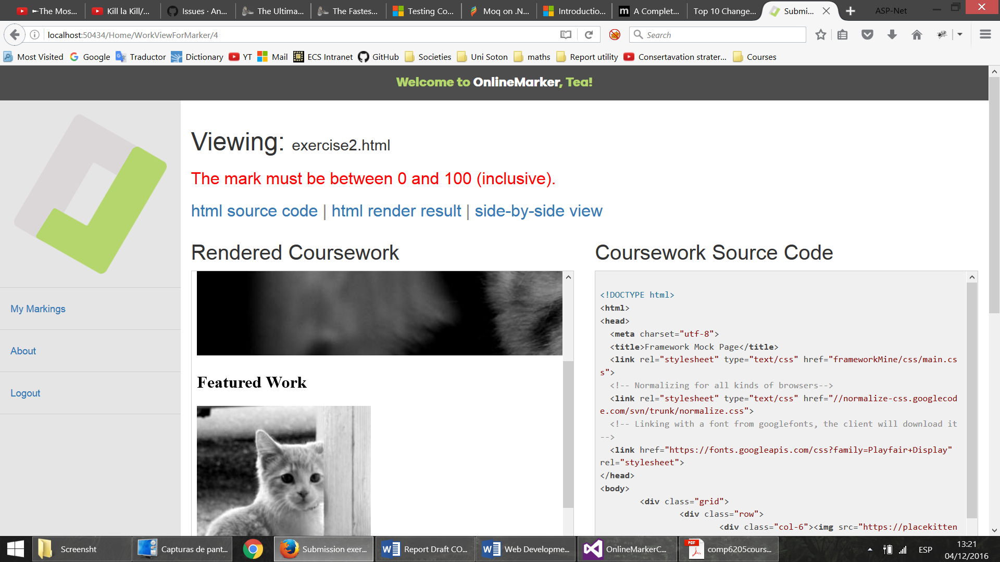 ►The Mos...
Kill la Kill/...
Issues · An...
The Ultima...
The Fastes...
Testing Co...
Moq on .N...
Introductio...
A Complet...
Top 10 Change...
Submi...
ASP-Net
localhost:50434/Home/WorkViewForMarker/4
Search
Most Visited
Google
Traductor
Dictionary
YT
Mail
ECS Intranet
GitHub
Societies
Uni Soton
maths
Report utility
Consertavation strater...
Courses
Welcome to OnlineMarker, Tea!
My Markings
About
Logout
Viewing: exercise2.html
The mark must be between 0 and 100 (inclusive).
html source code | html render result | side-by-side view
Rendered Coursework
Featured Work
Coursework Source Code
<!DOCTYPE html>
<html>
<head>
<meta charset="utf-8">
<title>Framework Mock Page</title>
<link rel="stylesheet" type="text/css" href="frameworkMine/css/main.cs
s">
<!-- Normalizing for all kinds of browsers-->
<link rel="stylesheet" type="text/css" href="//normalize-css.googlecod
e.com/svn/trunk/normalize.css">
<!-- Linking with a font from googlefonts, the client will download it
-->
<link href="https://fonts.googleapis.com/css?family=Playfair+Display"
rel="stylesheet">
</head>
<body>
<div class="grid">
<div class="row">
<div class="col-6"><img src="https://placekitten
Screensht
Capturas de pant...
Submission exer...
Report Draft CO...
Web Developme...
OnlineMarkerC...
PDF
comp6205cours...
ESP
13:21
04/12/2016